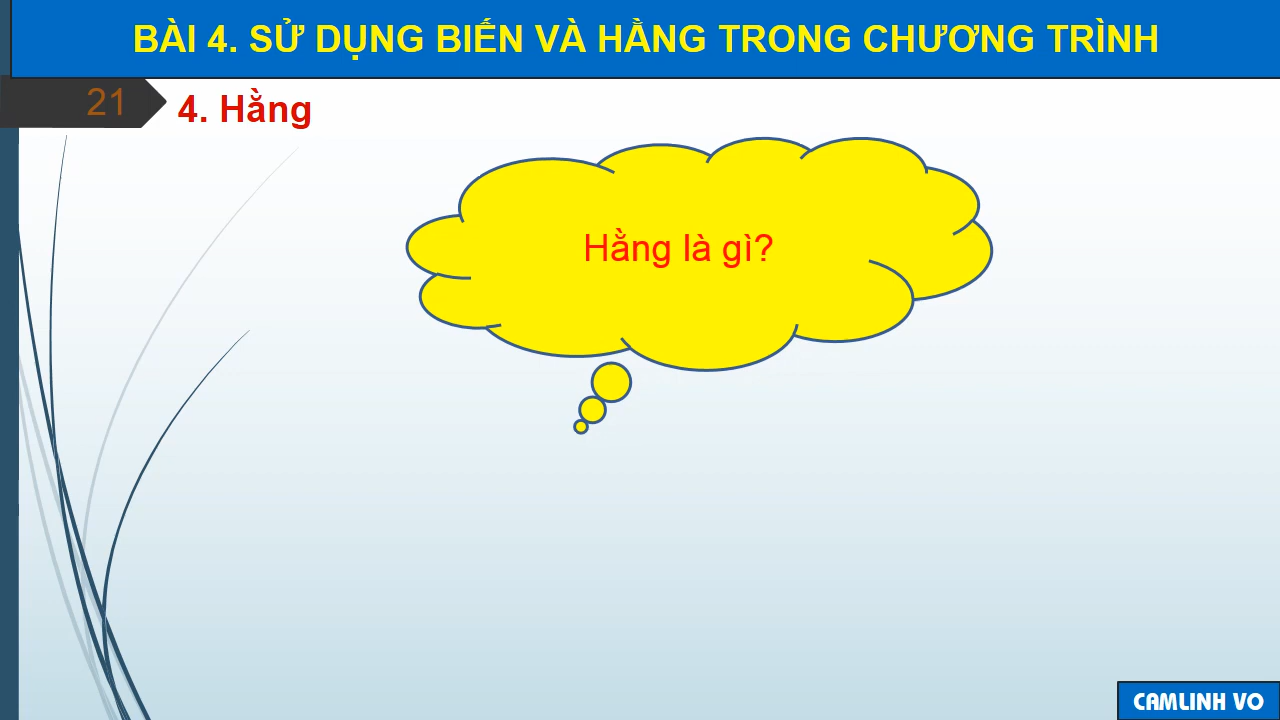 BÀI 4. SỬ DỤNG BIẾN VÀ HẰNG TRONG CHƯƠNG TRÌNH
21
4. Hằng
Hằng là gì?
CAMLINH VO